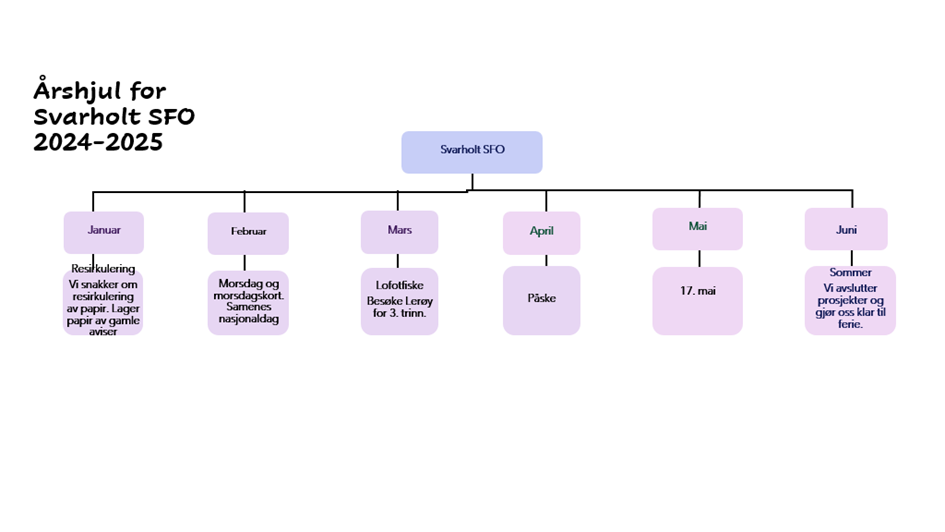 Årshjul for
Svarholt SFO
2024-2025
Svarholt SFO
Januar
Februar
Mars
April
Mai
Juni
Resirkulering
Vi snakker om
resirkulering
av papir. Lager
papir av gamle
aviser
Morsdag og
morsdagskort.
Samenes
nasjonaldag
Lofotfiske
Besøke Lerøy
for 3. trinn.
Påske
17. mai
Sommer
Vi avslutter
prosjekter og
gjør oss klar til
ferie.